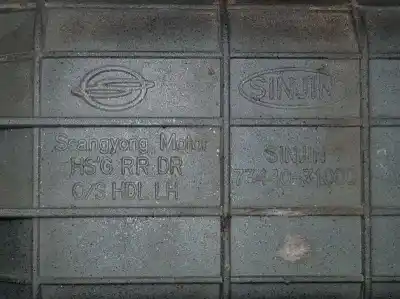 Ssangyong Motor
HS'G RR DR
O/S HDL LH
SINJIN
SINJIN